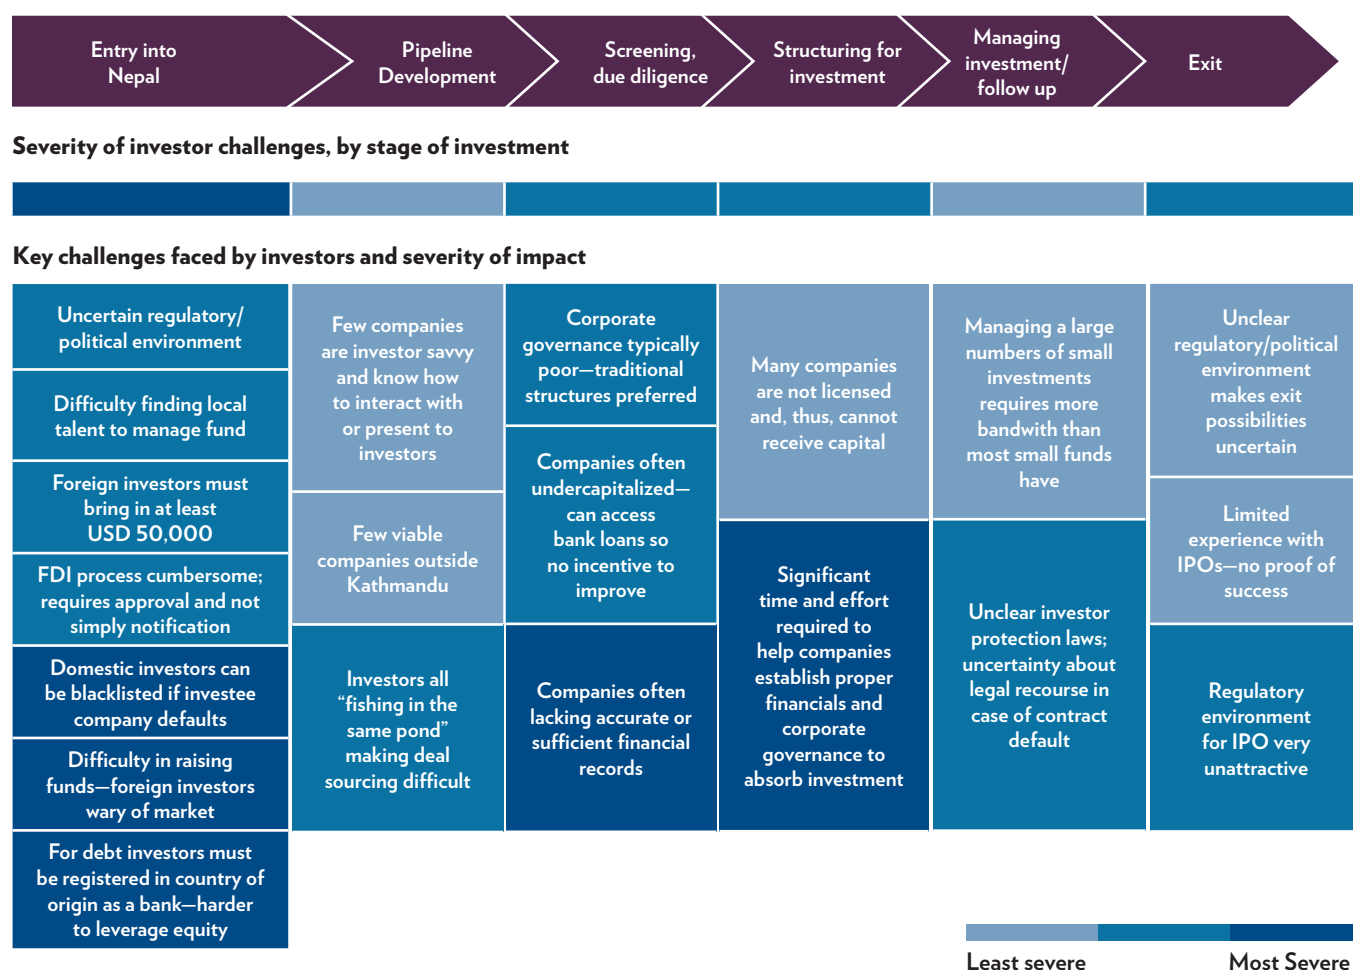 Entry into
Nepal
Pipeline
Development
Screening,
due diligence
Structuring for
investment
Managing
investment/
follow up
Exit
Severity of investor challenges, by stage of investment
Key challenges faced by investors and severity of impact
Uncertain regulatory/
political environment
Difficulty finding local
talent to manage fund
Foreign investors must
bring in at least
USD 50,000
FDI process cumbersome;
requires approval and not
simply notification
Domestic investors can
be blacklisted if investee
company defaults
Difficulty in raising
funds—foreign investors
wary of market
For debt investors must
be registered in country of
origin as a bank—harder
to leverage equity
Few companies
are investor savvy
and know how
to interact with
or present to
investors
Few viable
companies outside
Kathmandu
Investors all
“fishing in the
same pond”
making deal
sourcing difficult
Corporate
governance typically
poor—traditional
structures preferred
Companies often
undercapitalized—
can access
bank loans so
no incentive to
improve
Companies often
lacking accurate or
sufficient financial
records
Many companies
are not licensed
and, thus, cannot
receive capital
Significant
time and effort
required to
help companies
establish proper
financials and
corporate
governance to
absorb investment
Managing a large
numbers of small
investments
requires more
bandwith than
most small funds
have
Unclear investor
protection laws;
uncertainty about
legal recourse in
case of contract
default
Unclear
regulatory/political
environment
makes exit
possibilities
uncertain
Limited
experience with
IPOs—no proof of
success
Regulatory
environment
for IPO very
unattractive
Least severe
Most Severe